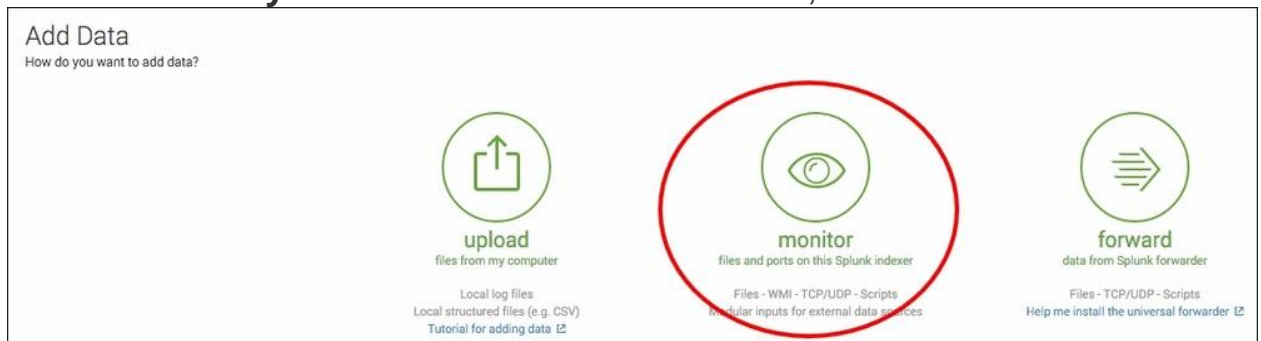 Add Data
How do you want to add data?
upload
files from my computer
Local log files
Local structured files (e.g. CSV)
Tutorial for adding data
monitor
files and ports on this Splunk indexer
Files - WMI - TCP/UDP - Scripts
Modular inputs for external data sources
forward
data from Splunk forwarder
Files - TCP/UDP - Scripts
Help me install the universal forwarder